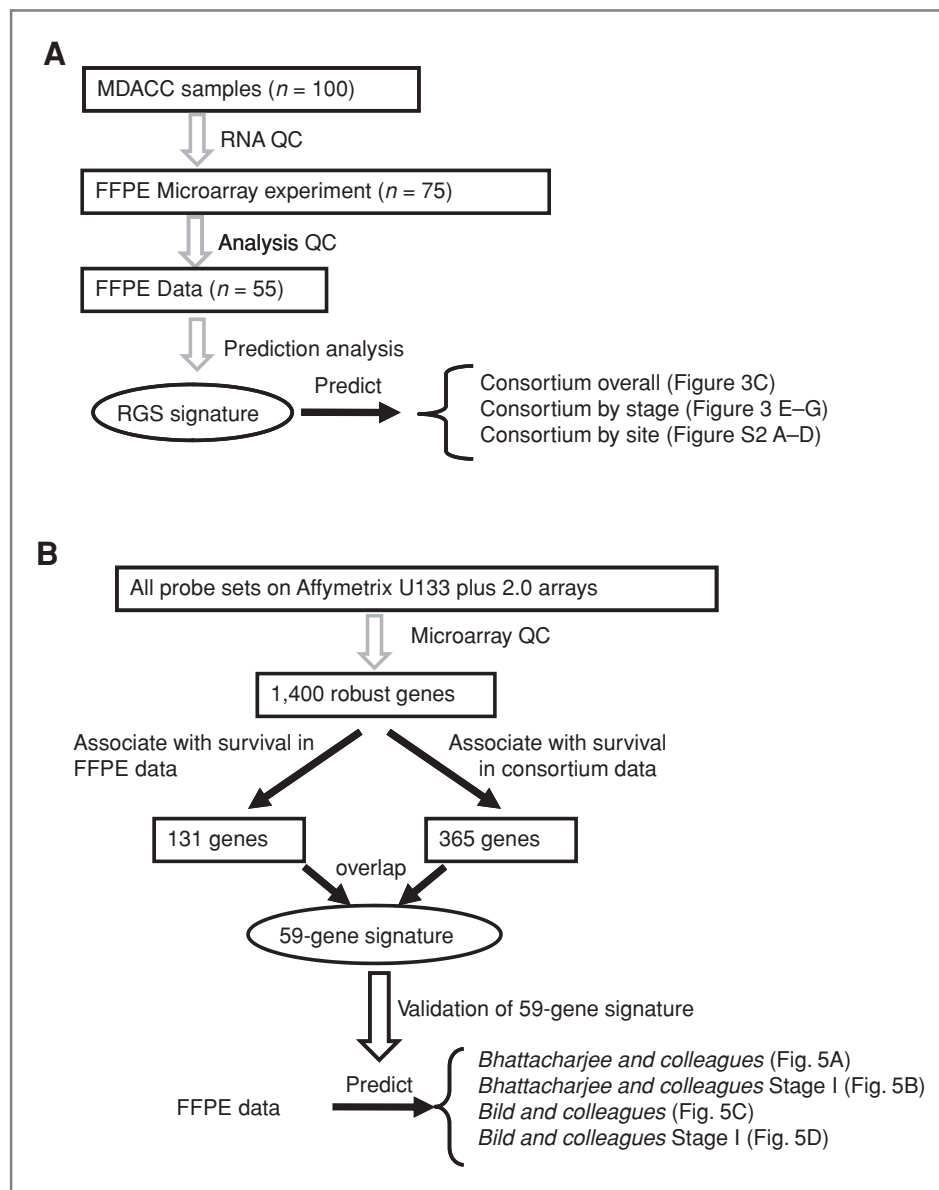 A
MDACC samples (n = 100)
RNA QC
FFPE Microarray experiment (n = 75)
Analysis QC
FFPE Data (n = 55)
Prediction analysis
RGS signature
Predict
Consortium overall (Figure 3C)
Consortium by stage (Figure 3 E–G)
Consortium by site (Figure S2 A–D)
B
All probe sets on Affymetrix U133 plus 2.0 arrays
Microarray QC
1,400 robust genes
Associate with survival in
FFPE data
Associate with survival
in consortium data
131 genes
365 genes
overlap
59-gene signature
Validation of 59-gene signature
FFPE data
Predict
Bhattacharjee and colleagues (Fig. 5A)
Bhattacharjee and colleagues Stage I (Fig. 5B)
Bild and colleagues (Fig. 5C)
Bild and colleagues Stage I (Fig. 5D)